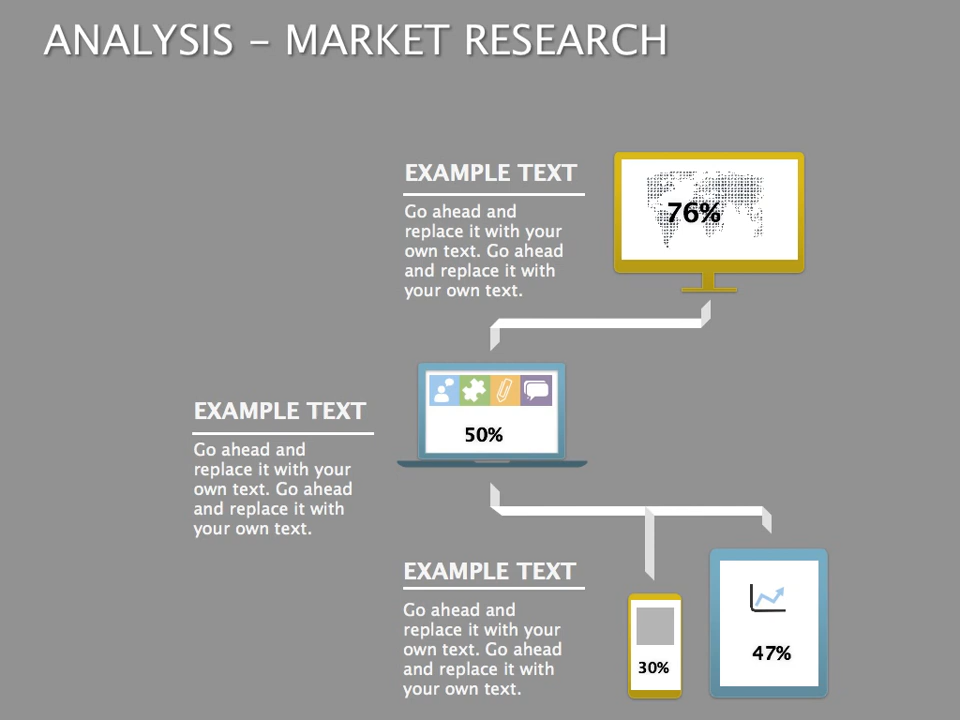 ANALYSIS – MARKET RESEARCH
EXAMPLE TEXT
Go ahead and
replace it with your
own text. Go ahead
and replace it with
your own text.
76%
EXAMPLE TEXT
Go ahead and
replace it with your
own text. Go ahead
and replace it with
your own text.
50%
EXAMPLE TEXT
Go ahead and
replace it with your
own text. Go ahead
and replace it with
your own text.
30%
47%